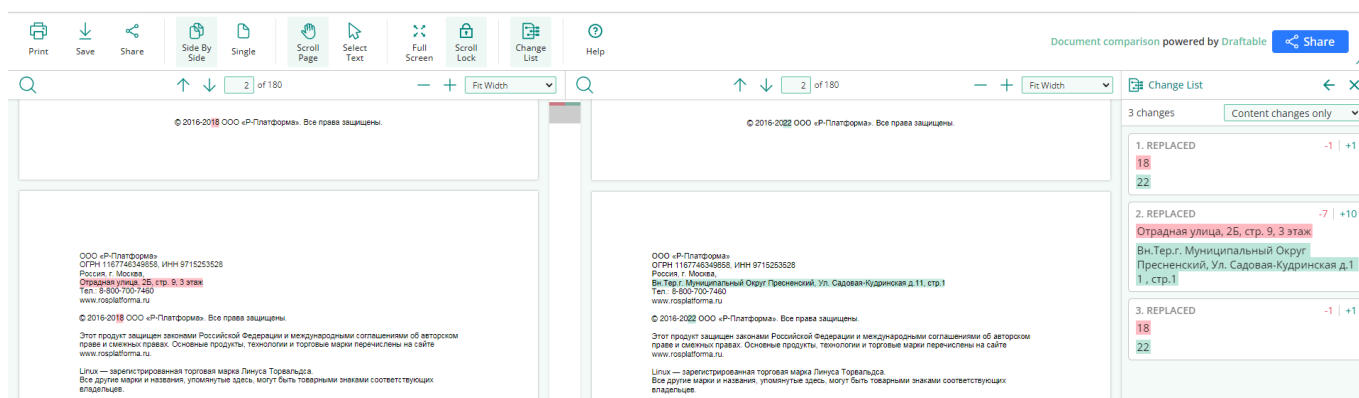 Print
Save
Share
Side By
Side
Single
Scroll
Page
Select
Text
Full
Screen
Scroll
Lock
Change
List
Help
Document comparison powered by Draftable
Share
2 of 180
Fit Width
2 of 180
Fit Width
Change List
© 2016-2018 ООО «Р-Платформа». Все права защищены.
ООО «Р-Платформа»
ОГРН 1167746349858, ИНН 9715253528
Россия, г. Москва,
Отрадная улица, 2Б, стр. 9, 3 этаж
Тел.: 8-800-700-7460
www.rosplatforma.ru
© 2016-2018 ООО «Р-Платформа». Все права защищены.
Этот продукт защищен законами Российской Федерации и международными соглашениями об авторском
праве и смежных правах. Основные продукты, технологии и торговые марки перечислены на сайте
www.rosplatforma.ru.
Linux — зарегистрированная торговая марка Линуса Торвальдса.
Все другие марки и названия, упомянутые здесь, могут быть товарными знаками соответствующих
владельцев.
© 2016-2022 ООО «Р-Платформа». Все права защищены.
ООО «Р-Платформа»
ОГРН 1167746349858, ИНН 9715253528
Россия, г. Москва,
Вн.Тер.г. Муниципальный Округ Пресненский, Ул. Садовая-Кудринская д.11, стр.1
Тел.: 8-800-700-7460
www.rosplatforma.ru
© 2016-2022 ООО «Р-Платформа». Все права защищены.
Этот продукт защищен законами Российской Федерации и международными соглашениями об авторском
праве и смежных правах. Основные продукты, технологии и торговые марки перечислены на сайте
www.rosplatforma.ru.
Linux — зарегистрированная торговая марка Линуса Торвальдса.
Все другие марки и названия, упомянутые здесь, могут быть товарными знаками соответствующих
владельцев.
3 changes
Content changes only
1. REPLACED -1 | +1
18
22
2. REPLACED -7 | +10
Отрадная улица, 2Б, стр. 9, 3 этаж
Вн.Тер.г. Муниципальный Округ
Пресненский, Ул. Садовая-Кудринская д.1
1 , стр.1
3. REPLACED -1 | +1
18
22